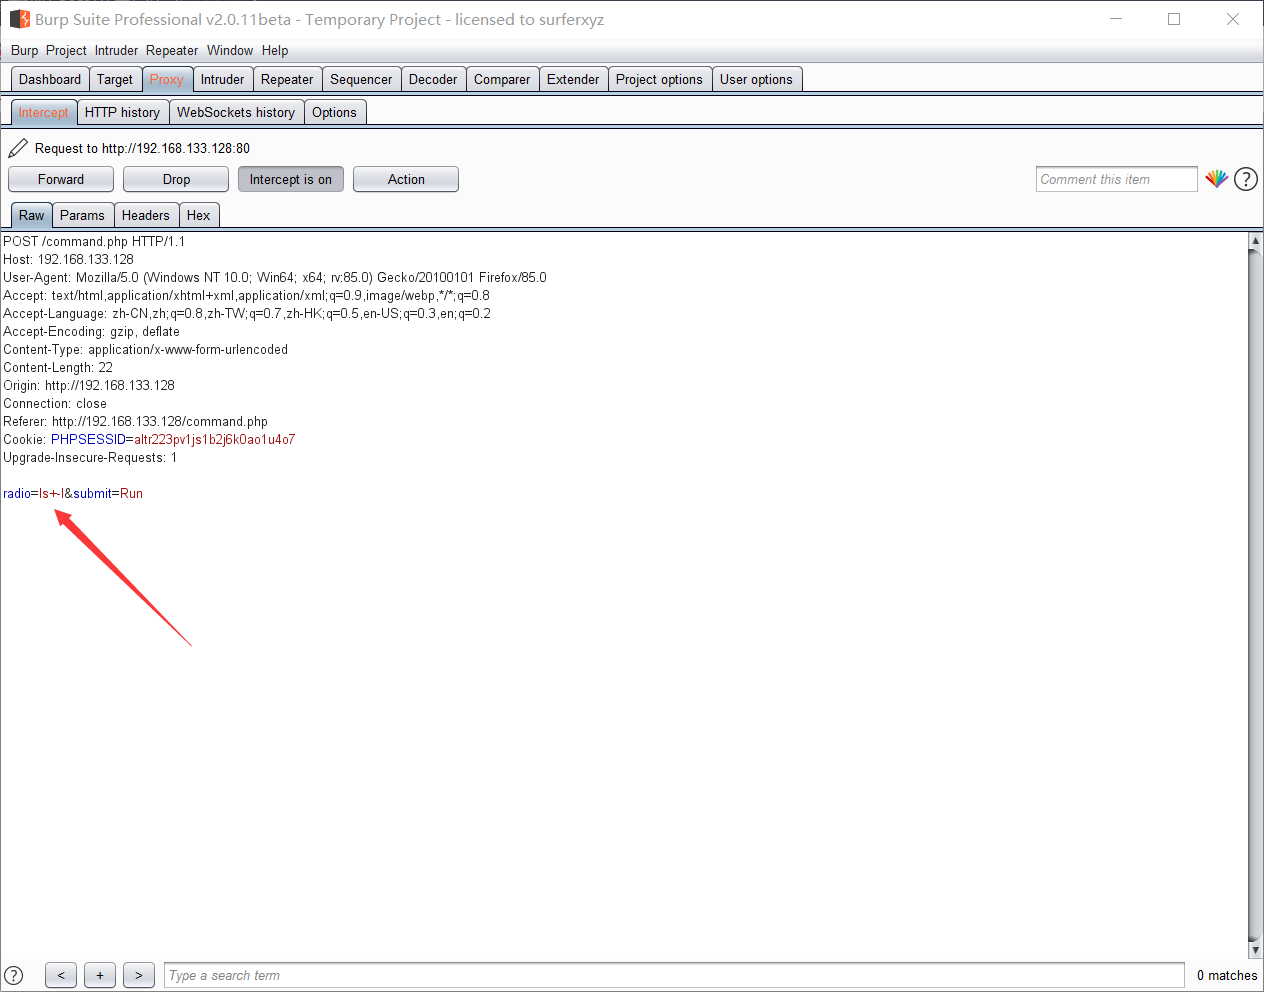 Burp Suite Professional v2.0.11beta - Temporary Project - licensed to surferxyz
Burp Project Intruder Repeater Window Help
Dashboard Target Proxy Intruder Repeater Sequencer Decoder Comparer Extender Project options User options
Intercept HTTP history WebSockets history Options
Request to http://192.168.133.128:80
Forward Drop Intercept is on Action Comment this item ?
Raw Params Headers Hex
POST /command.php HTTP/1.1
Host: 192.168.133.128
User-Agent: Mozilla/5.0 (Windows NT 10.0; Win64; x64; rv:85.0) Gecko/20100101 Firefox/85.0
Accept: text/html,application/xhtml+xml,application/xml;q=0.9,image/webp,*/*;q=0.8
Accept-Language: zh-CN,zh;q=0.8,zh-TW;q=0.7,zh-HK;q=0.5,en-US;q=0.3,en;q=0.2
Accept-Encoding: gzip, deflate
Content-Type: application/x-www-form-urlencoded
Content-Length: 22
Origin: http://192.168.133.128
Connection: close
Referer: http://192.168.133.128/command.php
Cookie: PHPSESSID=altr223pv1js1b2j6k0ao1u4o7
Upgrade-Insecure-Requests: 1
radio=ls+-l&submit=Run
? < + > Type a search term 0 matches